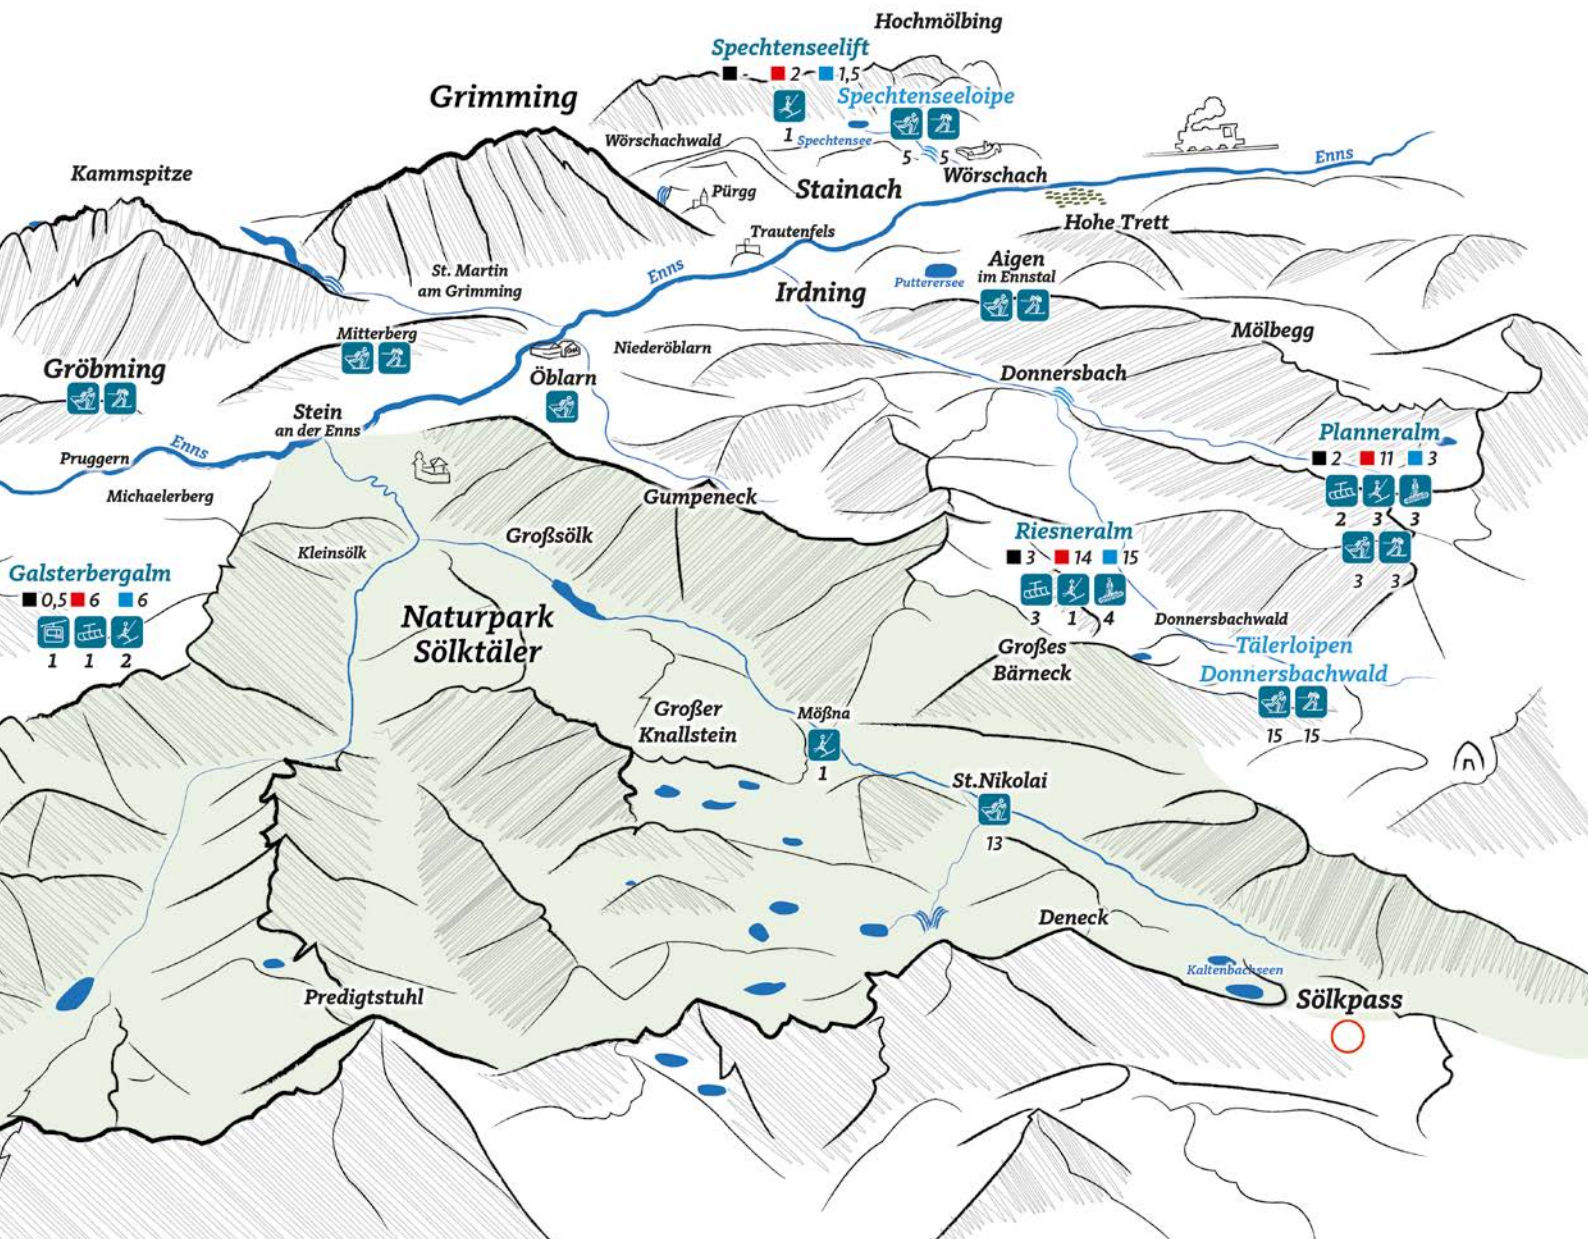 Hochmölbing
Spechtenseelift
- 2 1,5
1
Spechtenseeloipe
5 5
Spechtensee
Grimming
Wörschachwald
Wörschach
Enns
Kammspitze
Pürgg
Stainach
Hohe Trett
Trautenfels
St. Martin
am Grimming
Enns
Irdning
Putterersee
Aigen
im Ennstal
Mitterberg
Niederöblarn
Mölbegg
Gröbming
Öblarn
Donnersbach
Stein
an der Enns
Pruggern
Enns
Michaelerberg
Gumpeneck
Planneralm
2 11 3
2 3 3
3 3
Riesneralm
3 14 15
3 1 4
Kleinsölk
Großsölk
Galsterbergalm
0,5 6 6
1 1 2
Naturpark
Sölktäler
Großes
Bärneck
Donnersbachwald
Tälerloipen
Donnersbachwald
15 15
Großer
Knallstein
Mößna
1
St.Nikolai
13
Deneck
Kaltenbachseen
Sölkpass
Predigtstuhl